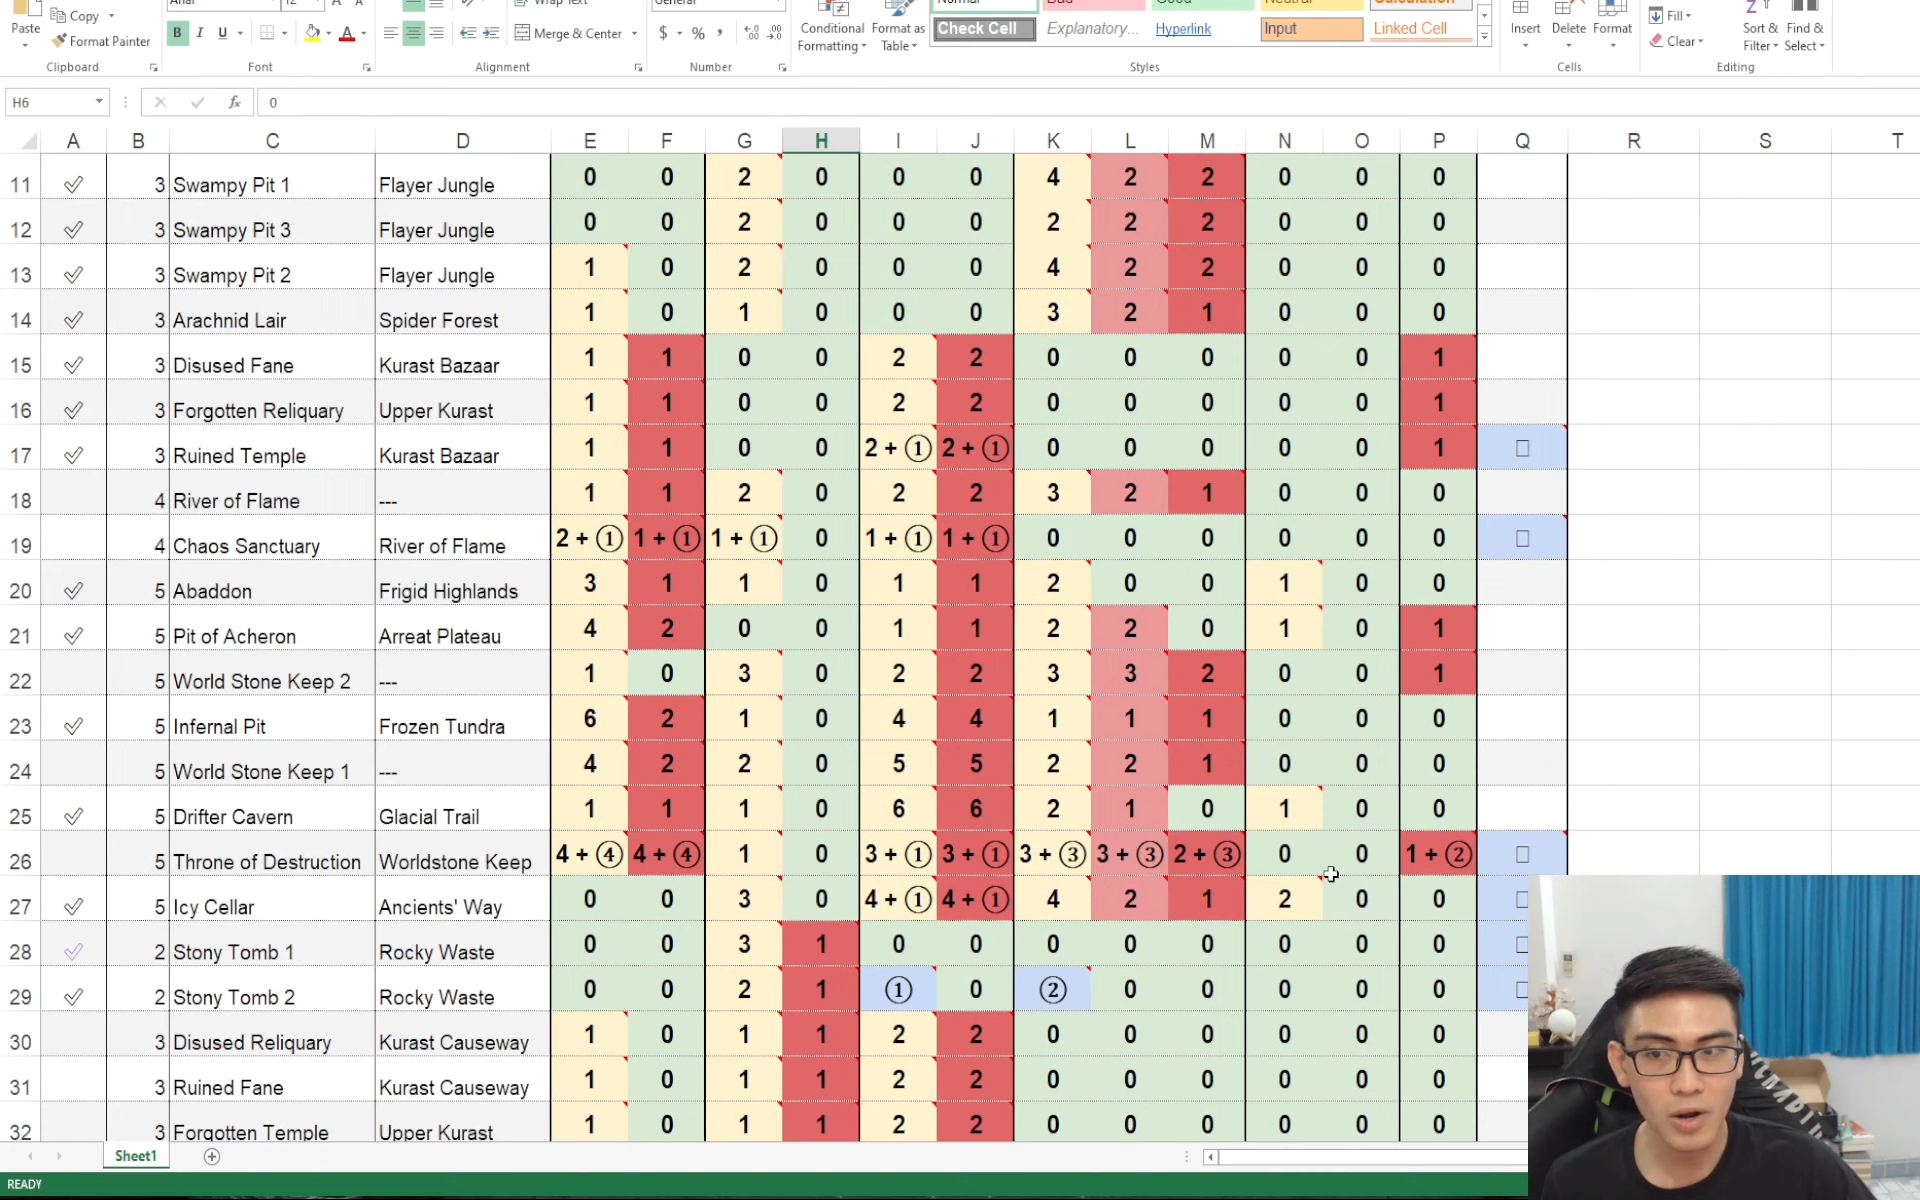 Arial
12
Wrap Text
General
Normal
Bad
Good
Neutral
Calculation
Copy
Paste
Format Painter
B I U
A
Merge & Center
$ % ,
Conditional Formatting
Format as Table
Check Cell
Explanatory...
Hyperlink
Input
Linked Cell
Insert
Delete
Format
Fill
Clear
Sort & Filter
Find & Select
Clipboard
Font
Alignment
Number
Styles
Cells
Editing
H6
fx
0
A B C D E F G H I J K L M N O P Q R S T
11 3 Swampy Pit 1 Flayer Jungle 0 0 2 0 0 0 4 2 2 0 0 0
12 3 Swampy Pit 3 Flayer Jungle 0 0 2 0 0 0 2 2 2 0 0 0
13 3 Swampy Pit 2 Flayer Jungle 1 0 2 0 0 0 4 2 2 0 0 0
14 3 Arachnid Lair Spider Forest 1 0 1 0 0 0 3 2 1 0 0 0
15 3 Disused Fane Kurast Bazaar 1 1 0 0 2 2 0 0 0 0 0 1
16 3 Forgotten Reliquary Upper Kurast 1 1 0 0 2 2 0 0 0 0 0 1
17 3 Ruined Temple Kurast Bazaar 1 1 0 0 2 + ① 2 + ① 0 0 0 0 0 1
18 4 River of Flame --- 1 1 2 0 2 2 3 2 1 0 0 0
19 4 Chaos Sanctuary River of Flame 2 + ① 1 + ① 1 + ① 0 1 + ① 1 + ① 0 0 0 0 0 0
20 5 Abaddon Frigid Highlands 3 1 1 0 1 1 2 0 0 1 0 0
21 5 Pit of Acheron Arreat Plateau 4 2 0 0 1 1 2 2 0 1 0 1
22 5 World Stone Keep 2 --- 1 0 3 0 2 2 3 3 2 0 0 1
23 5 Infernal Pit Frozen Tundra 6 2 1 0 4 4 1 1 1 0 0 0
24 5 World Stone Keep 1 --- 4 2 2 0 5 5 2 2 1 0 0 0
25 5 Drifter Cavern Glacial Trail 1 1 1 0 6 6 2 1 0 1 0 0
26 5 Throne of Destruction Worldstone Keep 4 + ④ 4 + ④ 1 0 3 + ① 3 + ① 3 + ③ 3 + ③ 2 + ③ 0 0 1 + ②
27 5 Icy Cellar Ancients' Way 0 0 3 0 4 + ① 4 + ① 4 2 1 2 0 0
28 2 Stony Tomb 1 Rocky Waste 0 0 3 1 0 0 0 0 0 0 0 0
29 2 Stony Tomb 2 Rocky Waste 0 0 2 1 ① 0 ② 0 0 0 0 0
30 3 Disused Reliquary Kurast Causeway 1 0 1 1 2 2 0 0 0 0 0 0
31 3 Ruined Fane Kurast Causeway 1 0 1 1 2 2 0 0 0 0 0 0
32 3 Forgotten Temple Upper Kurast 1 0 1 1 2 2 0 0 0 0 0 0
Sheet1
READY